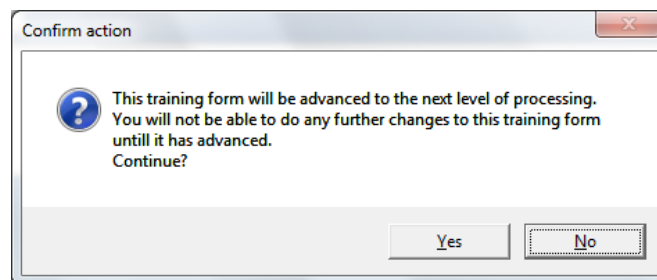 Confirm action
This training form will be advanced to the next level of processing.
You will not be able to do any further changes to this training form
untill it has advanced.
Continue?
Yes
No